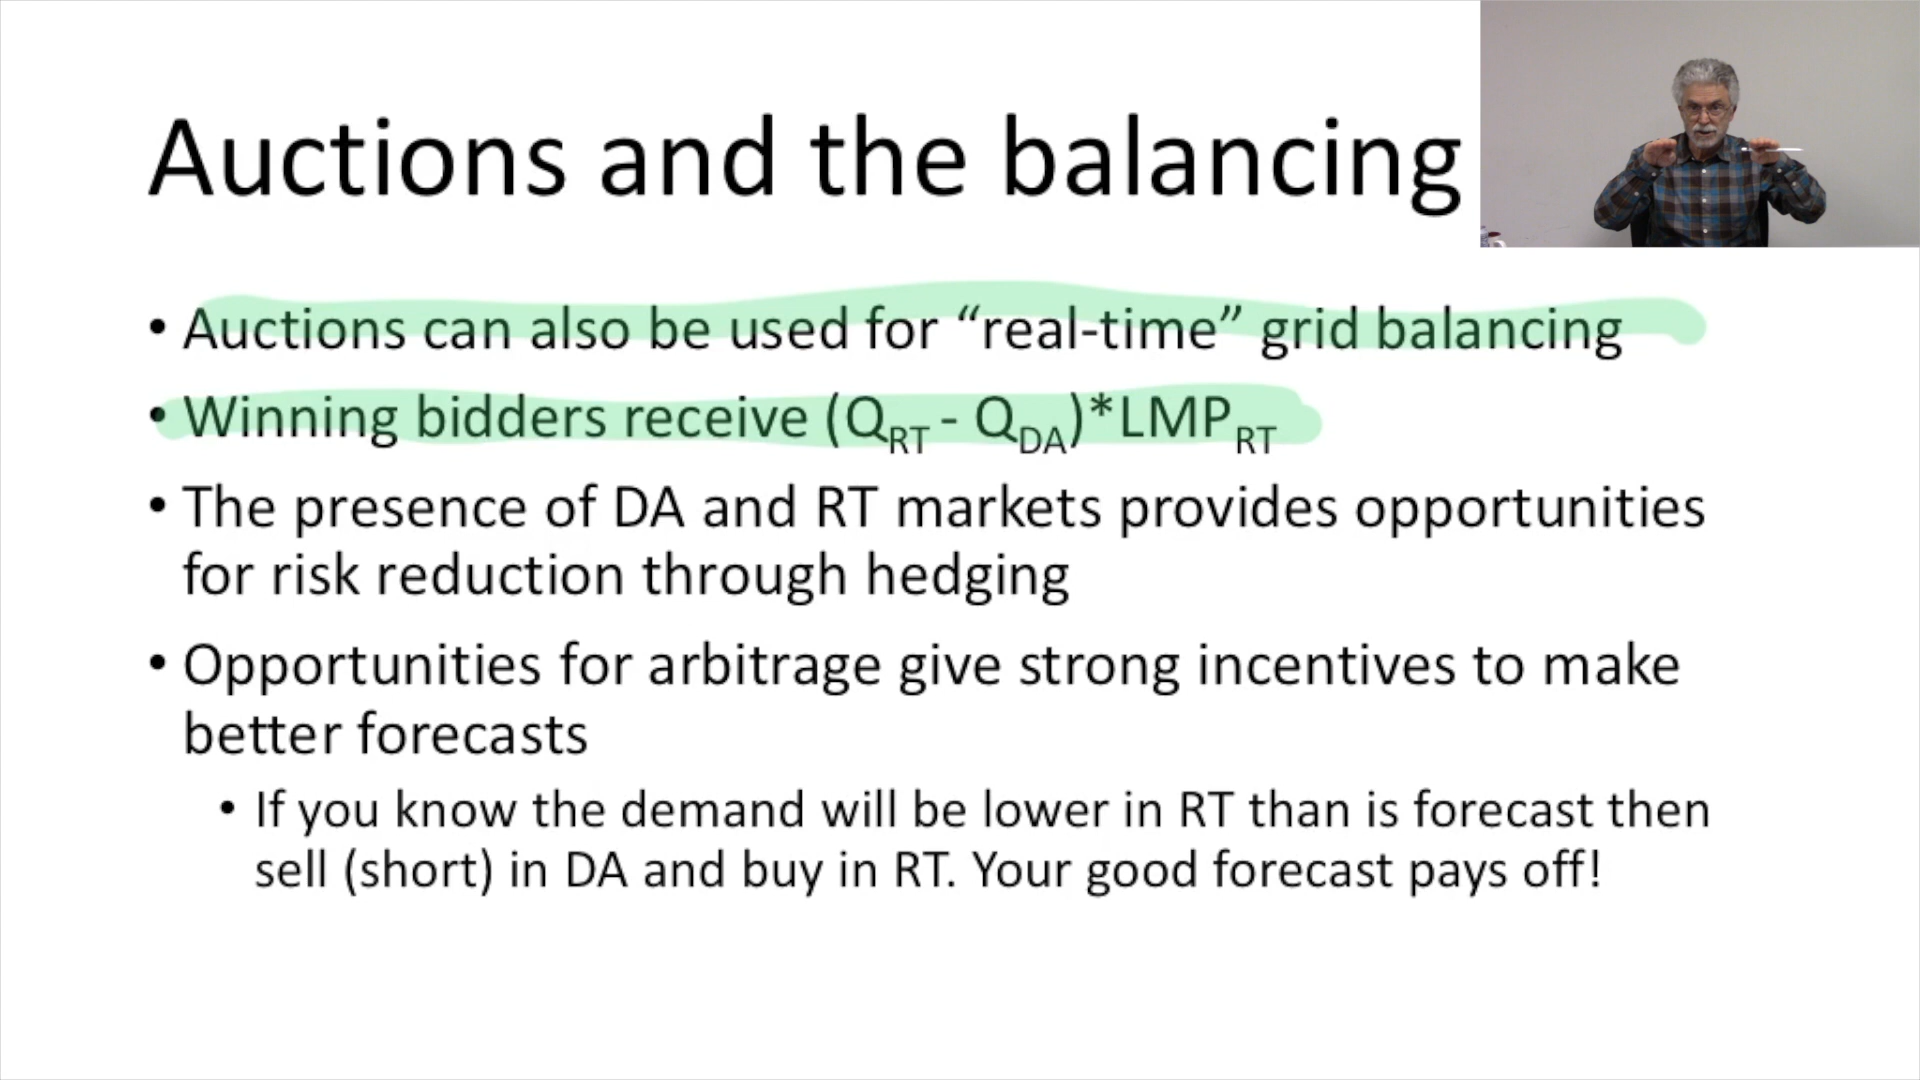 Auctions and the balancing
• Auctions can also be used for “real-time” grid balancing
• Winning bidders receive (QRT - QDA)*LMPRT
• The presence of DA and RT markets provides opportunities
for risk reduction through hedging
• Opportunities for arbitrage give strong incentives to make
better forecasts
• If you know the demand will be lower in RT than is forecast then
sell (short) in DA and buy in RT. Your good forecast pays off!